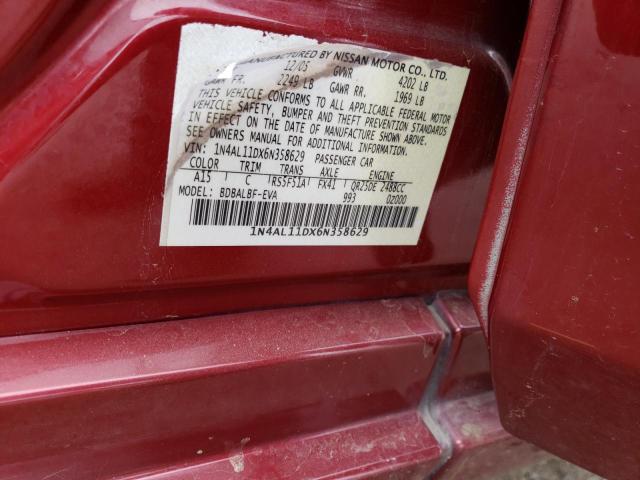 MANUFACTURED BY NISSAN MOTOR CO., LTD.
12/05 GVWR 4202 LB
GAWR FR. 2249 LB GAWR RR. 1969 LB
THIS VEHICLE CONFORMS TO ALL APPLICABLE FEDERAL MOTOR
VEHICLE SAFETY, BUMPER AND THEFT PREVENTION STANDARDS
IN EFFECT ON THE DATE OF MANUFACTURE SHOWN ABOVE.
SEE OWNERS MANUAL FOR ADDITIONAL INFORMATION.
VIN: 1N4AL11DX6N358629 PASSENGER CAR
COLOR TRIM TRANS AXLE ENGINE
A15 C RS5F51A FX41 QR25DE 2488CC
MODEL: BDBALBF-EVA 993 0Z000
1N4AL11DX6N358629